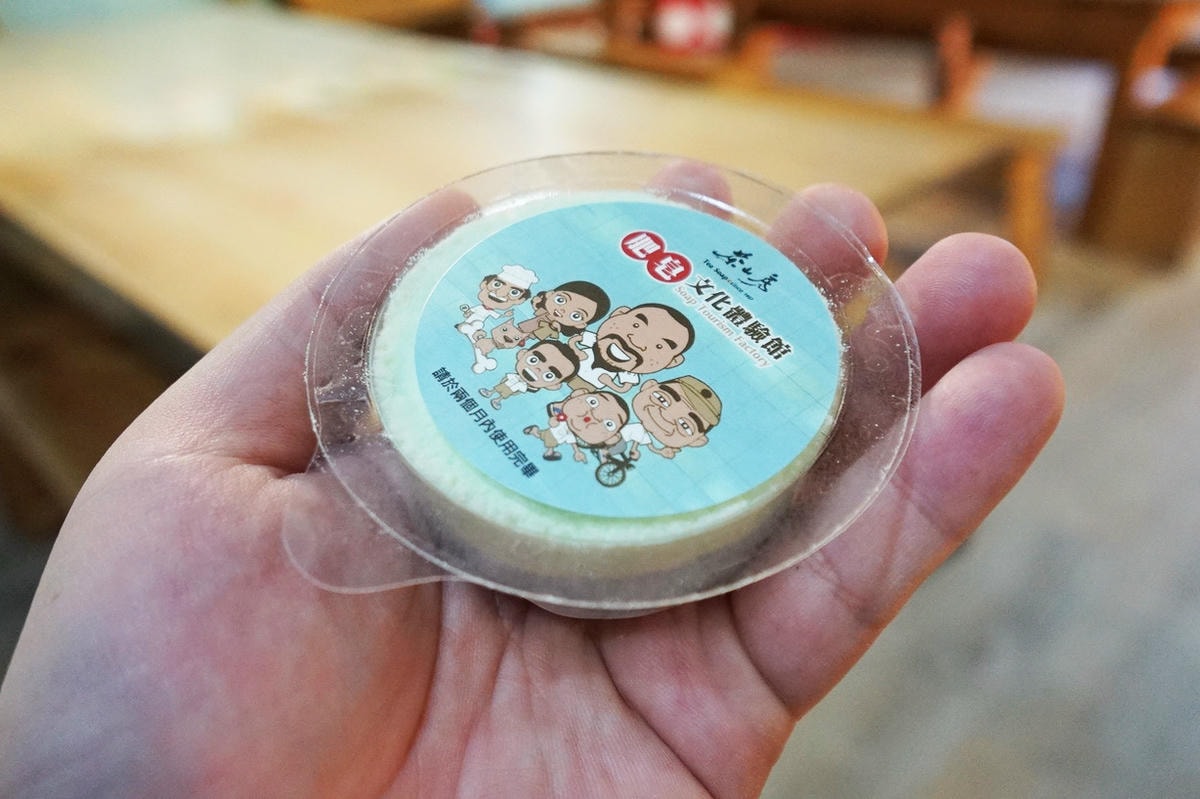 茶山房
Tea Soap since 1957
肥皂文化體驗館
Soap Tourism Factory
請於兩個月內使用完畢